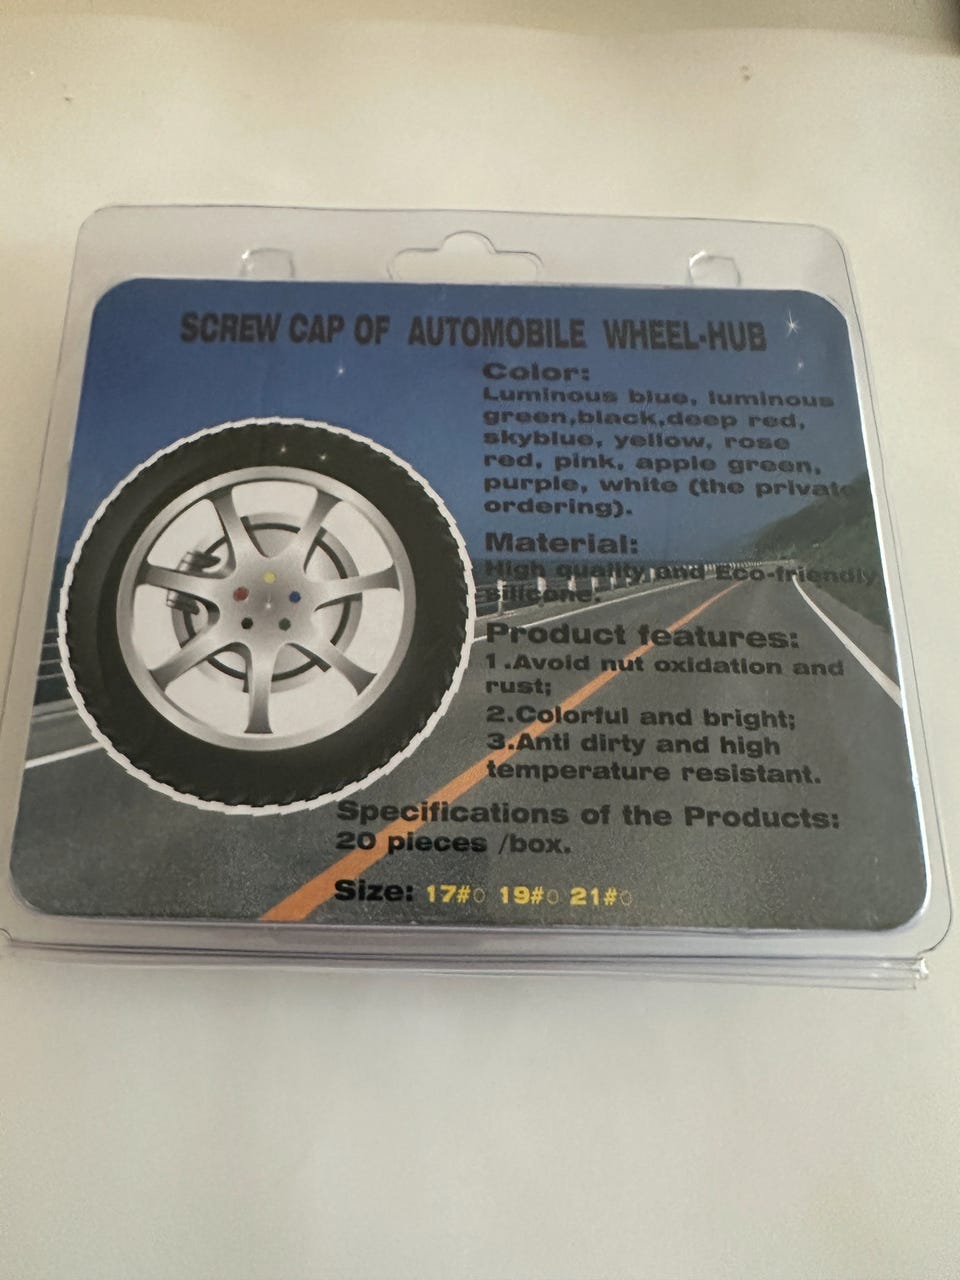 SCREW CAP OF AUTOMOBILE WHEEL-HUB
Color:
Luminous blue, luminous
green,black,deep red,
skyblue, yellow, rose
red, pink, apple green,
purple, white (the private
ordering).
Material:
High quality and Eco-friendly
silicone;
Product features:
1.Avoid nut oxidation and
rust;
2.Colorful and bright;
3.Anti dirty and high
temperature resistant.
Specifications of the Products:
20 pieces /box.
Size: 17#○ 19#○ 21#○